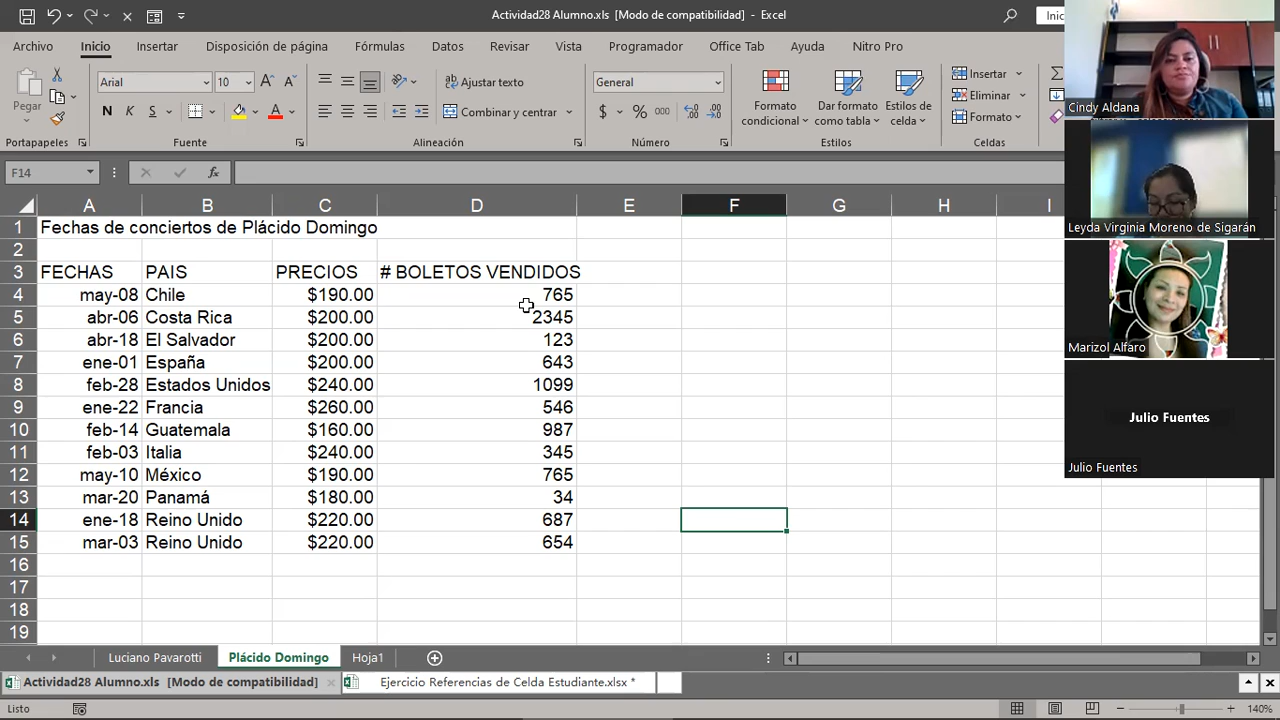 Actividad28 Alumno.xls [Modo de compatibilidad] - Excel
Inic
Archivo Inicio Insertar Disposición de página Fórmulas Datos Revisar Vista Programador Office Tab Ayuda Nitro Pro
Pegar
Arial 10
N K S
Ajustar texto
Combinar y centrar
General
$ % 000
Formato condicional
Dar formato como tabla
Estilos de celda
Insertar
Eliminar
Formato
Portapapeles Fuente Alineación Número Estilos Celdas
F14 fx
A B C D E F G H I
1 Fechas de conciertos de Plácido Domingo
2
3 FECHAS PAIS PRECIOS # BOLETOS VENDIDOS
4 may-08 Chile $190.00 765
5 abr-06 Costa Rica $200.00 2345
6 abr-18 El Salvador $200.00 123
7 ene-01 España $200.00 643
8 feb-28 Estados Unidos $240.00 1099
9 ene-22 Francia $260.00 546
10 feb-14 Guatemala $160.00 987
11 feb-03 Italia $240.00 345
12 may-10 México $190.00 765
13 mar-20 Panamá $180.00 34
14 ene-18 Reino Unido $220.00 687
15 mar-03 Reino Unido $220.00 654
16
17
18
19
Luciano Pavarotti Plácido Domingo Hoja1
Actividad28 Alumno.xls [Modo de compatibilidad] Ejercicio Referencias de Celda Estudiante.xlsx *
Listo 140%
Cindy Aldana
Leyda Virginia Moreno de Sigarán
Marizol Alfaro
Julio Fuentes
Julio Fuentes